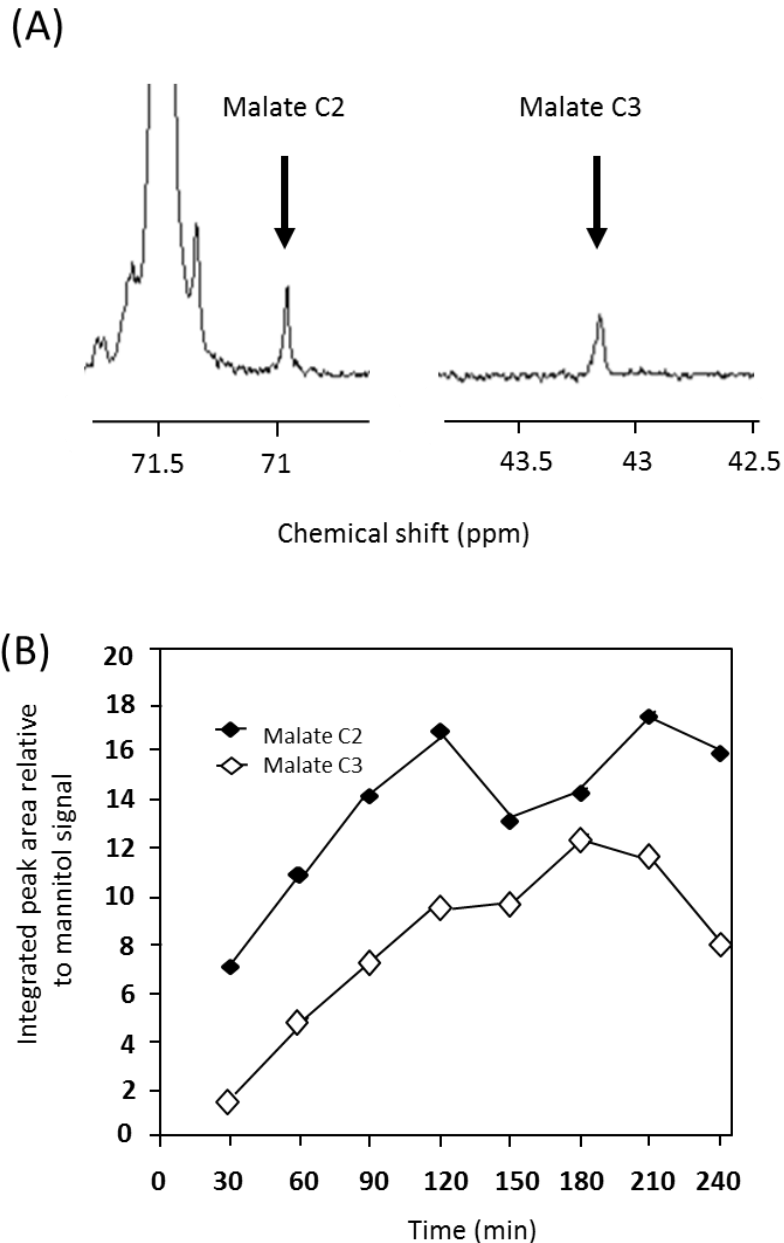 (A)
Malate C2
Malate C3
71.5
71
43.5
43
42.5
Chemical shift (ppm)
(B)
Integrated peak area relative
to mannitol signal
20
18
16
14
12
10
8
6
4
2
0
Malate C2
Malate C3
0
30
60
90
120
150
180
210
240
Time (min)